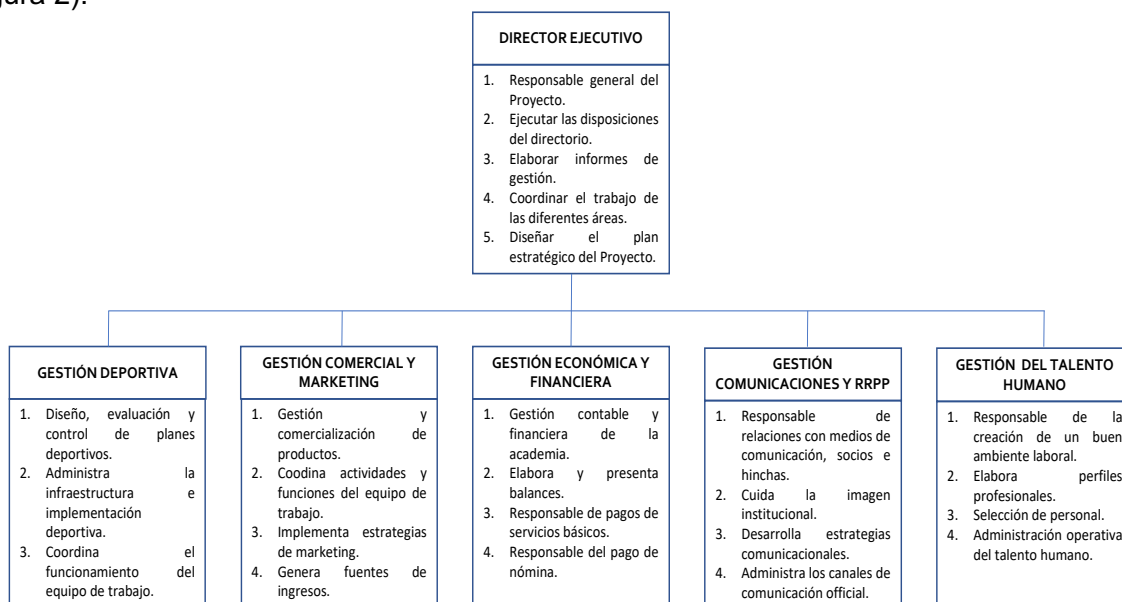 gura 2).
DIRECTOR EJECUTIVO
1. Responsable general del
Proyecto.
2. Ejecutar las disposiciones
del directorio.
3. Elaborar informes de
gestión.
4. Coordinar el trabajo de
las diferentes áreas.
5. Diseñar el plan
estratégico del Proyecto.
GESTIÓN DEPORTIVA
1. Diseño, evaluación y
control de planes
deportivos.
2. Administra la
infraestructura e
implementación
deportiva.
3. Coordina el
funcionamiento del
equipo de trabajo.
GESTIÓN COMERCIAL Y
MARKETING
1. Gestión y
comercialización de
productos.
2. Coodina actividades y
funciones del equipo de
trabajo.
3. Implementa estrategias
de marketing.
4. Genera fuentes de
ingresos.
GESTIÓN ECONÓMICA Y
FINANCIERA
1. Gestión contable y
financiera de la
academia.
2. Elabora y presenta
balances.
3. Responsable de pagos de
servicios básicos.
4. Responsable del pago de
nómina.
GESTIÓN
COMUNICACIONES Y RRPP
1. Responsable de
relaciones con medios de
comunicación, socios e
hinchas.
2. Cuida la imagen
institucional.
3. Desarrolla estrategias
comunicacionales.
4. Administra los canales de
comunicación official.
GESTIÓN DEL TALENTO
HUMANO
1. Responsable de la
creación de un buen
ambiente laboral.
2. Elabora perfiles
profesionales.
3. Selección de personal.
4. Administración operativa
del talento humano.